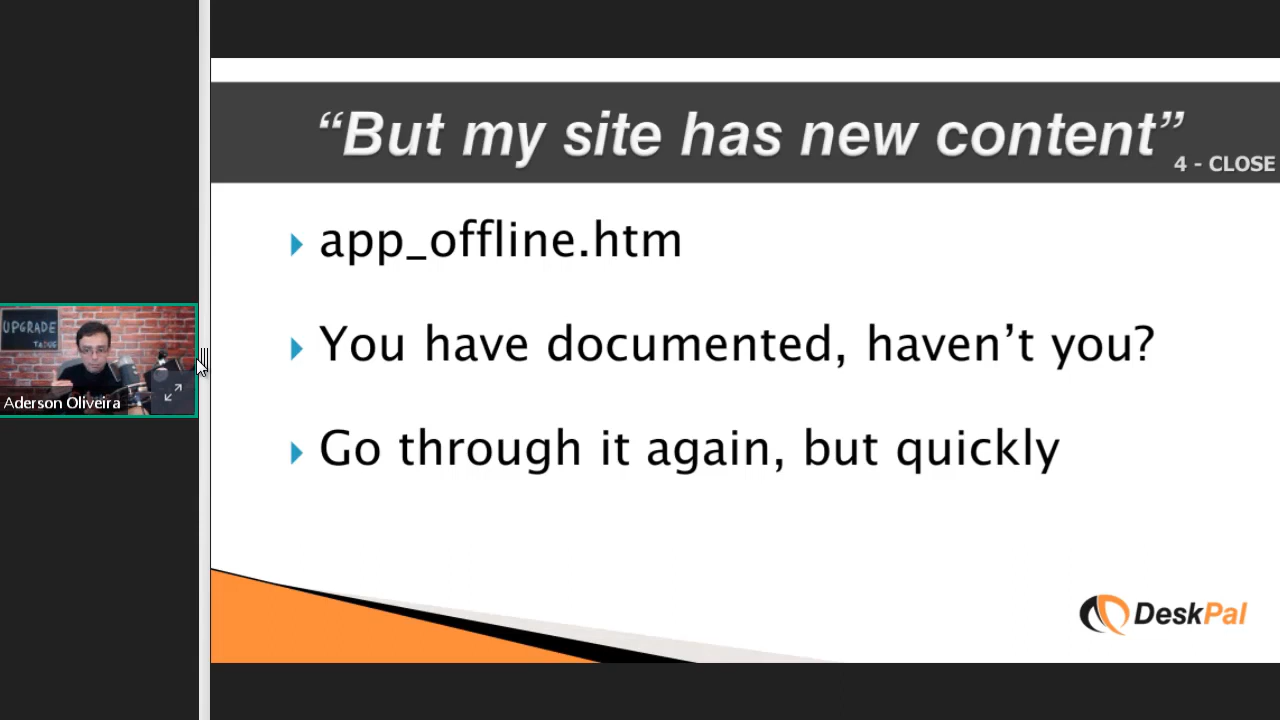 “But my site has new content”
4 - CLOSE
app_offline.htm
You have documented, haven’t you?
Go through it again, but quickly
UPGRADE
Aderson Oliveira
DeskPal